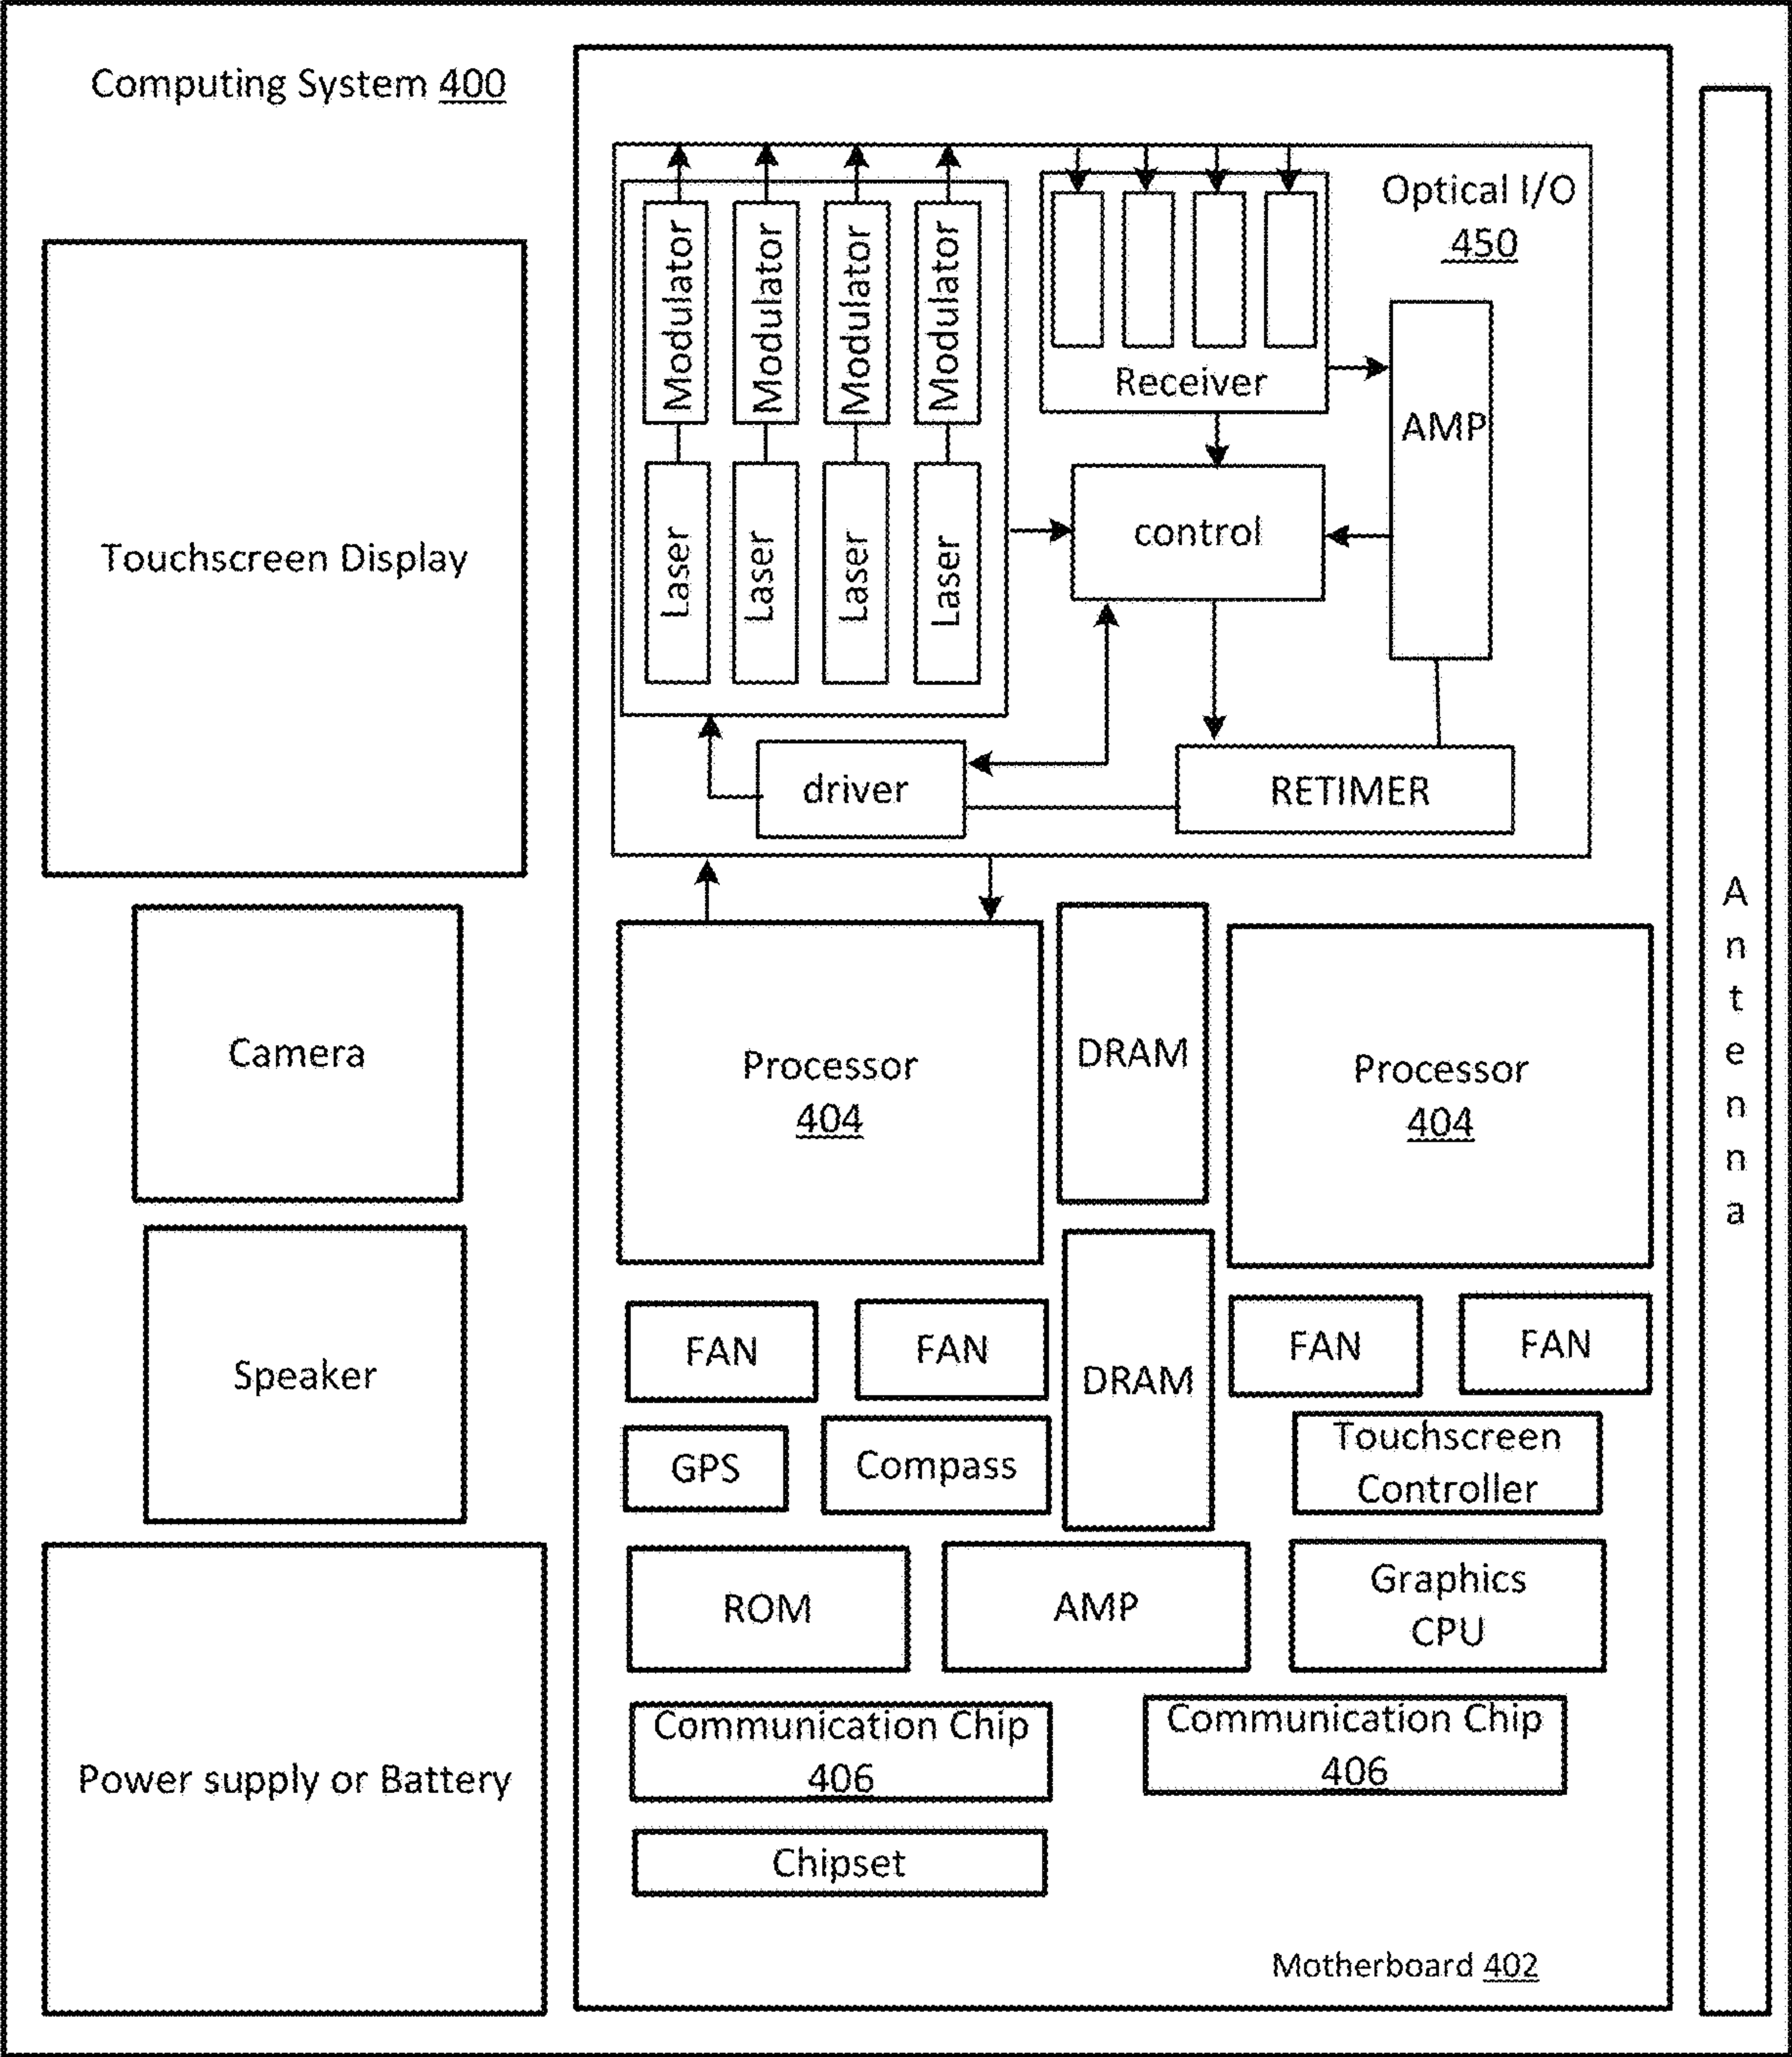 Computing System 400
Touchscreen Display
Camera
Speaker
Power supply or Battery
Optical I/O
450
Modulator
Modulator
Modulator
Modulator
Laser
Laser
Laser
Laser
Receiver
AMP
control
driver
RETIMER
Processor
404
DRAM
Processor
404
FAN
FAN
DRAM
FAN
FAN
GPS
Compass
Touchscreen
Controller
ROM
AMP
Graphics
CPU
Communication Chip
406
Communication Chip
406
Chipset
Motherboard 402
Antenna